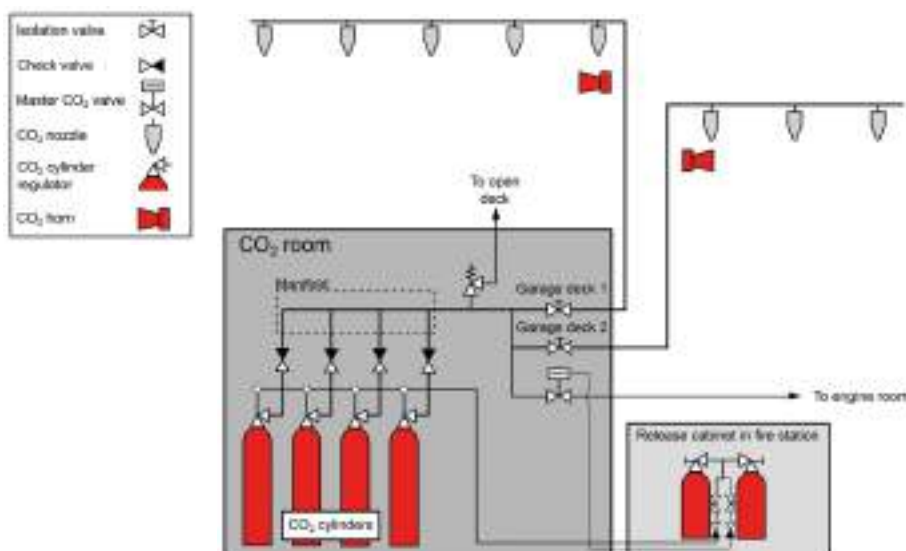 Isolation valve
Check valve
Master CO₂ valve
CO₂ nozzle
CO₂ cylinder
regulator
CO₂ horn
To open
deck
CO₂ room
Manifold
Garage deck 1
Garage deck 2
To engine room
Release cabinet in fire station
CO₂ cylinders